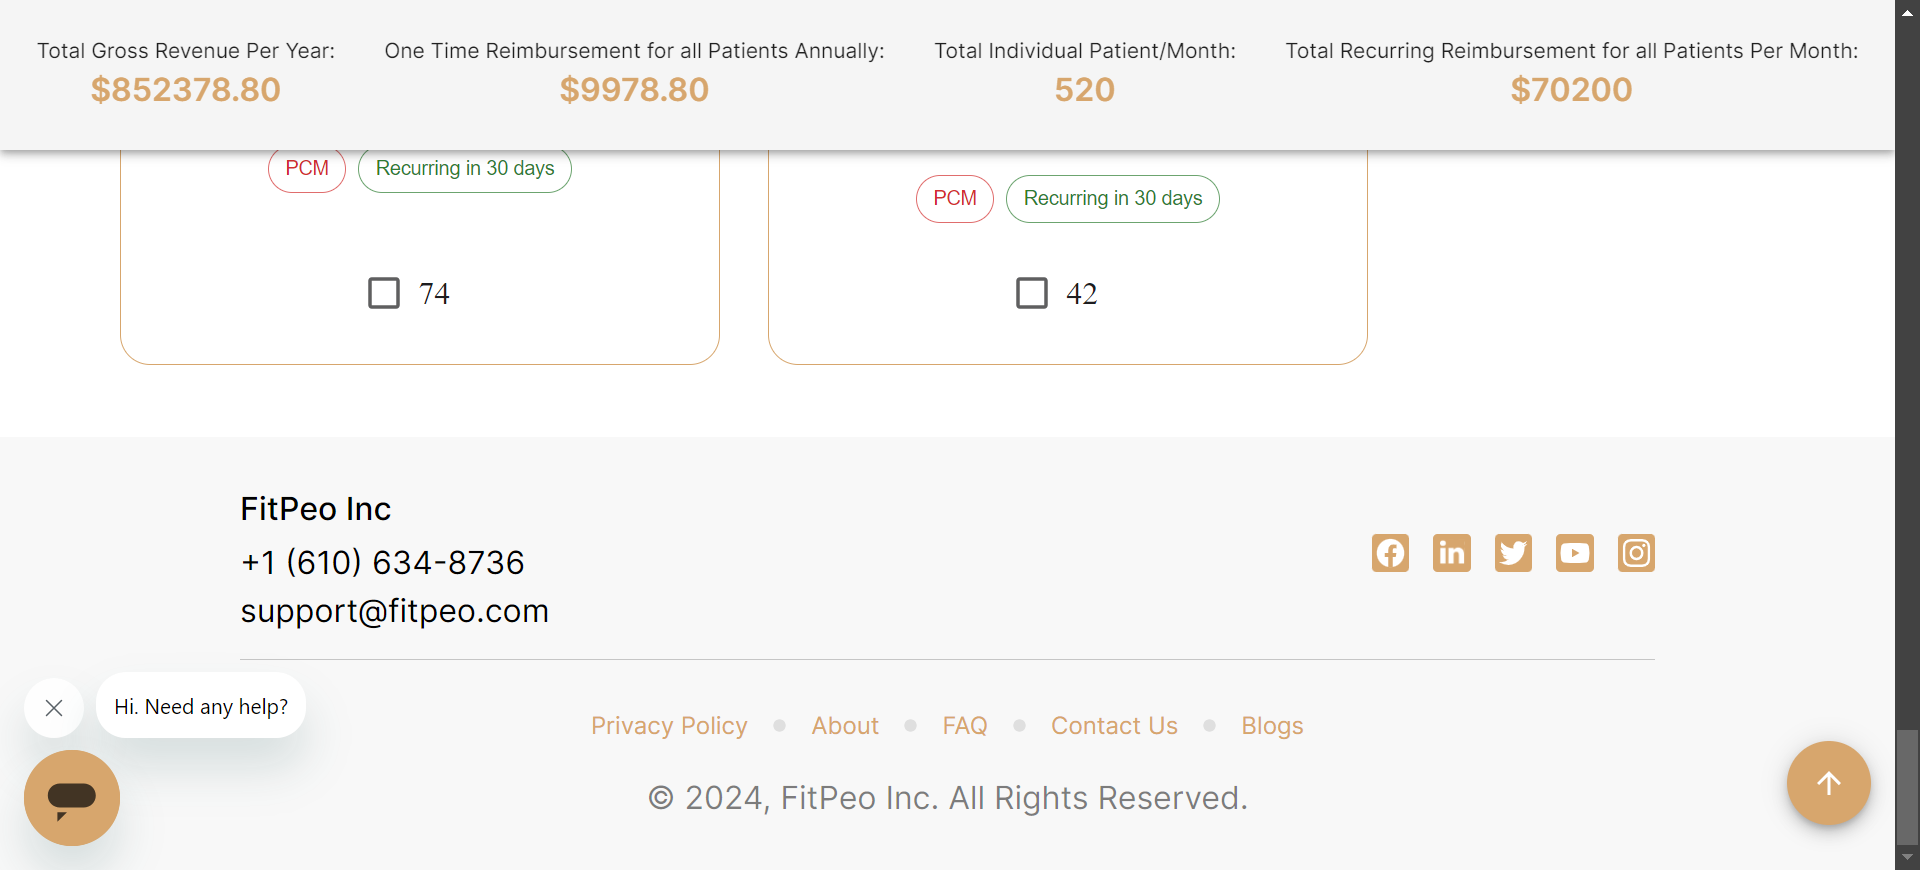 Total Gross Revenue Per Year:
$852378.80
One Time Reimbursement for all Patients Annually:
$9978.80
Total Individual Patient/Month:
520
Total Recurring Reimbursement for all Patients Per Month:
$70200
PCM
Recurring in 30 days
74
PCM
Recurring in 30 days
42
FitPeo Inc
+1 (610) 634-8736
support@fitpeo.com
Hi. Need any help?
Privacy Policy
About
FAQ
Contact Us
Blogs
© 2024, FitPeo Inc. All Rights Reserved.